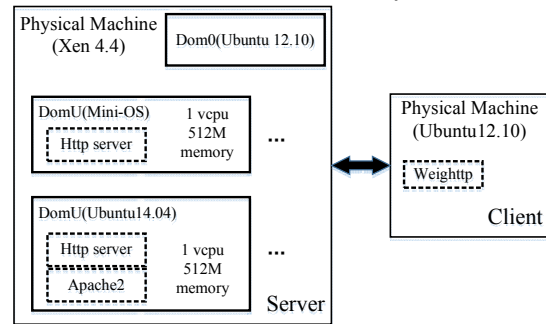 Physical Machine
(Xen 4.4)
Dom0(Ubuntu 12.10)
DomU(Mini-OS)
Http server
1 vcpu
512M
memory
...
DomU(Ubuntu14.04)
Http server
Apache2
1 vcpu
512M
memory
...
Server
Physical Machine
(Ubuntu12.10)
Weighttp
Client